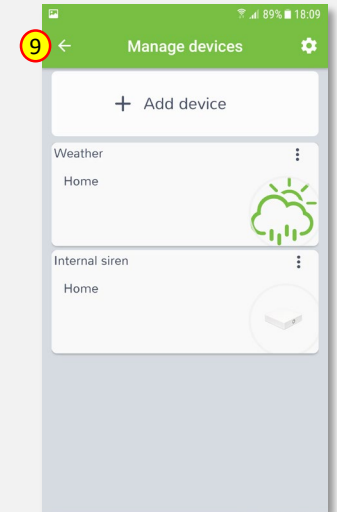 89% 18:09
9 Manage devices
+ Add device
Weather
Home
Internal siren
Home